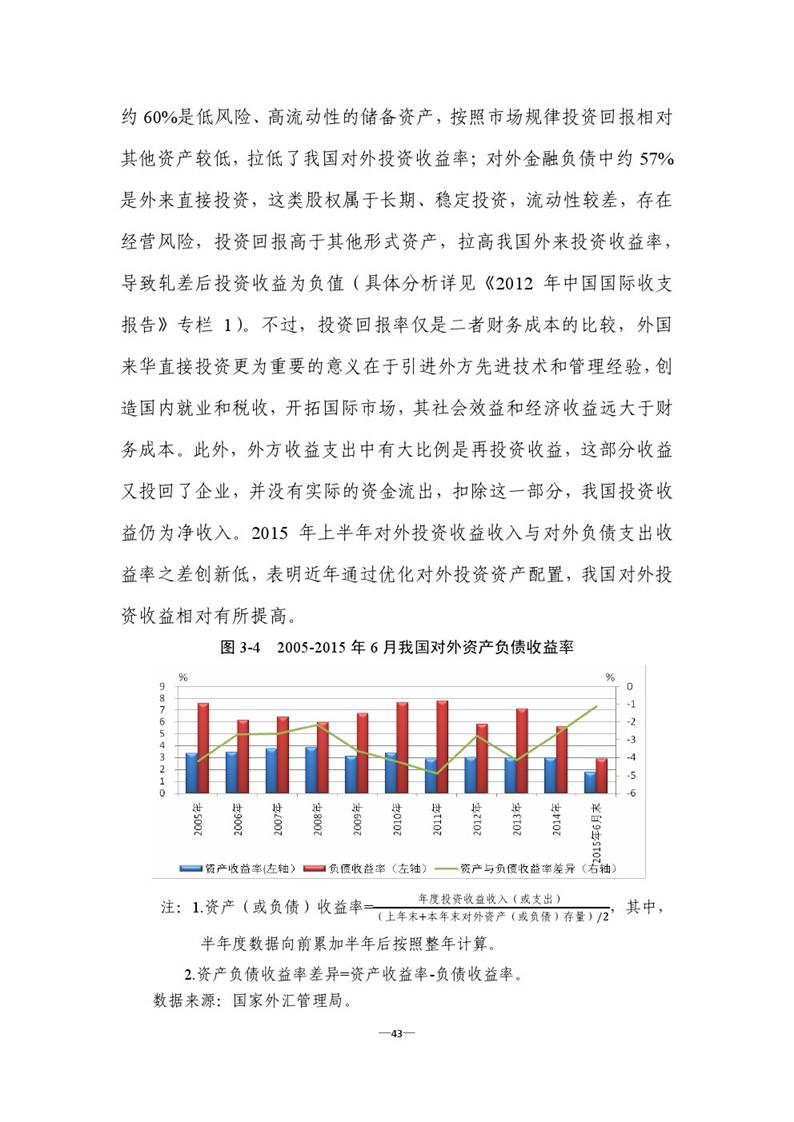 约 60%是低风险、高流动性的储备资产，按照市场规律投资回报相对
其他资产较低，拉低了我国对外投资收益率；对外金融负债中约 57%
是外来直接投资，这类股权属于长期、稳定投资，流动性较差，存在
经营风险，投资回报高于其他形式资产，拉高我国外来投资收益率，
导致轧差后投资收益为负值（具体分析详见《2012 年中国国际收支
报告》专栏 1）。不过，投资回报率仅是二者财务成本的比较，外国
来华直接投资更为重要的意义在于引进外方先进技术和管理经验，创
造国内就业和税收，开拓国际市场，其社会效益和经济收益远大于财
务成本。此外，外方收益支出中有大比例是再投资收益，这部分收益
又投回了企业，并没有实际的资金流出，扣除这一部分，我国投资收
益仍为净收入。2015 年上半年对外投资收益收入与对外负债支出收
益率之差创新低，表明近年通过优化对外投资资产配置，我国对外投
资收益相对有所提高。
图 3-4 2005-2015 年 6 月我国对外资产负债收益率
% %
9 0
8 -1
7 -2
6 -3
5 -4
4 -5
3 -6
2
1
0
2005年 2006年 2007年 2008年 2009年 2010年 2011年 2012年 2013年 2014年 2015年6月末
资产收益率(左轴) 负债收益率（左轴） 资产与负债收益率差异（右轴）
注：1.资产（或负债）收益率=年度投资收益收入（或支出）/（上年末+本年末对外资产（或负债）存量）/2，其中，
半年度数据向前累加半年后按照整年计算。
2.资产负债收益率差异=资产收益率-负债收益率。
数据来源：国家外汇管理局。
—43—